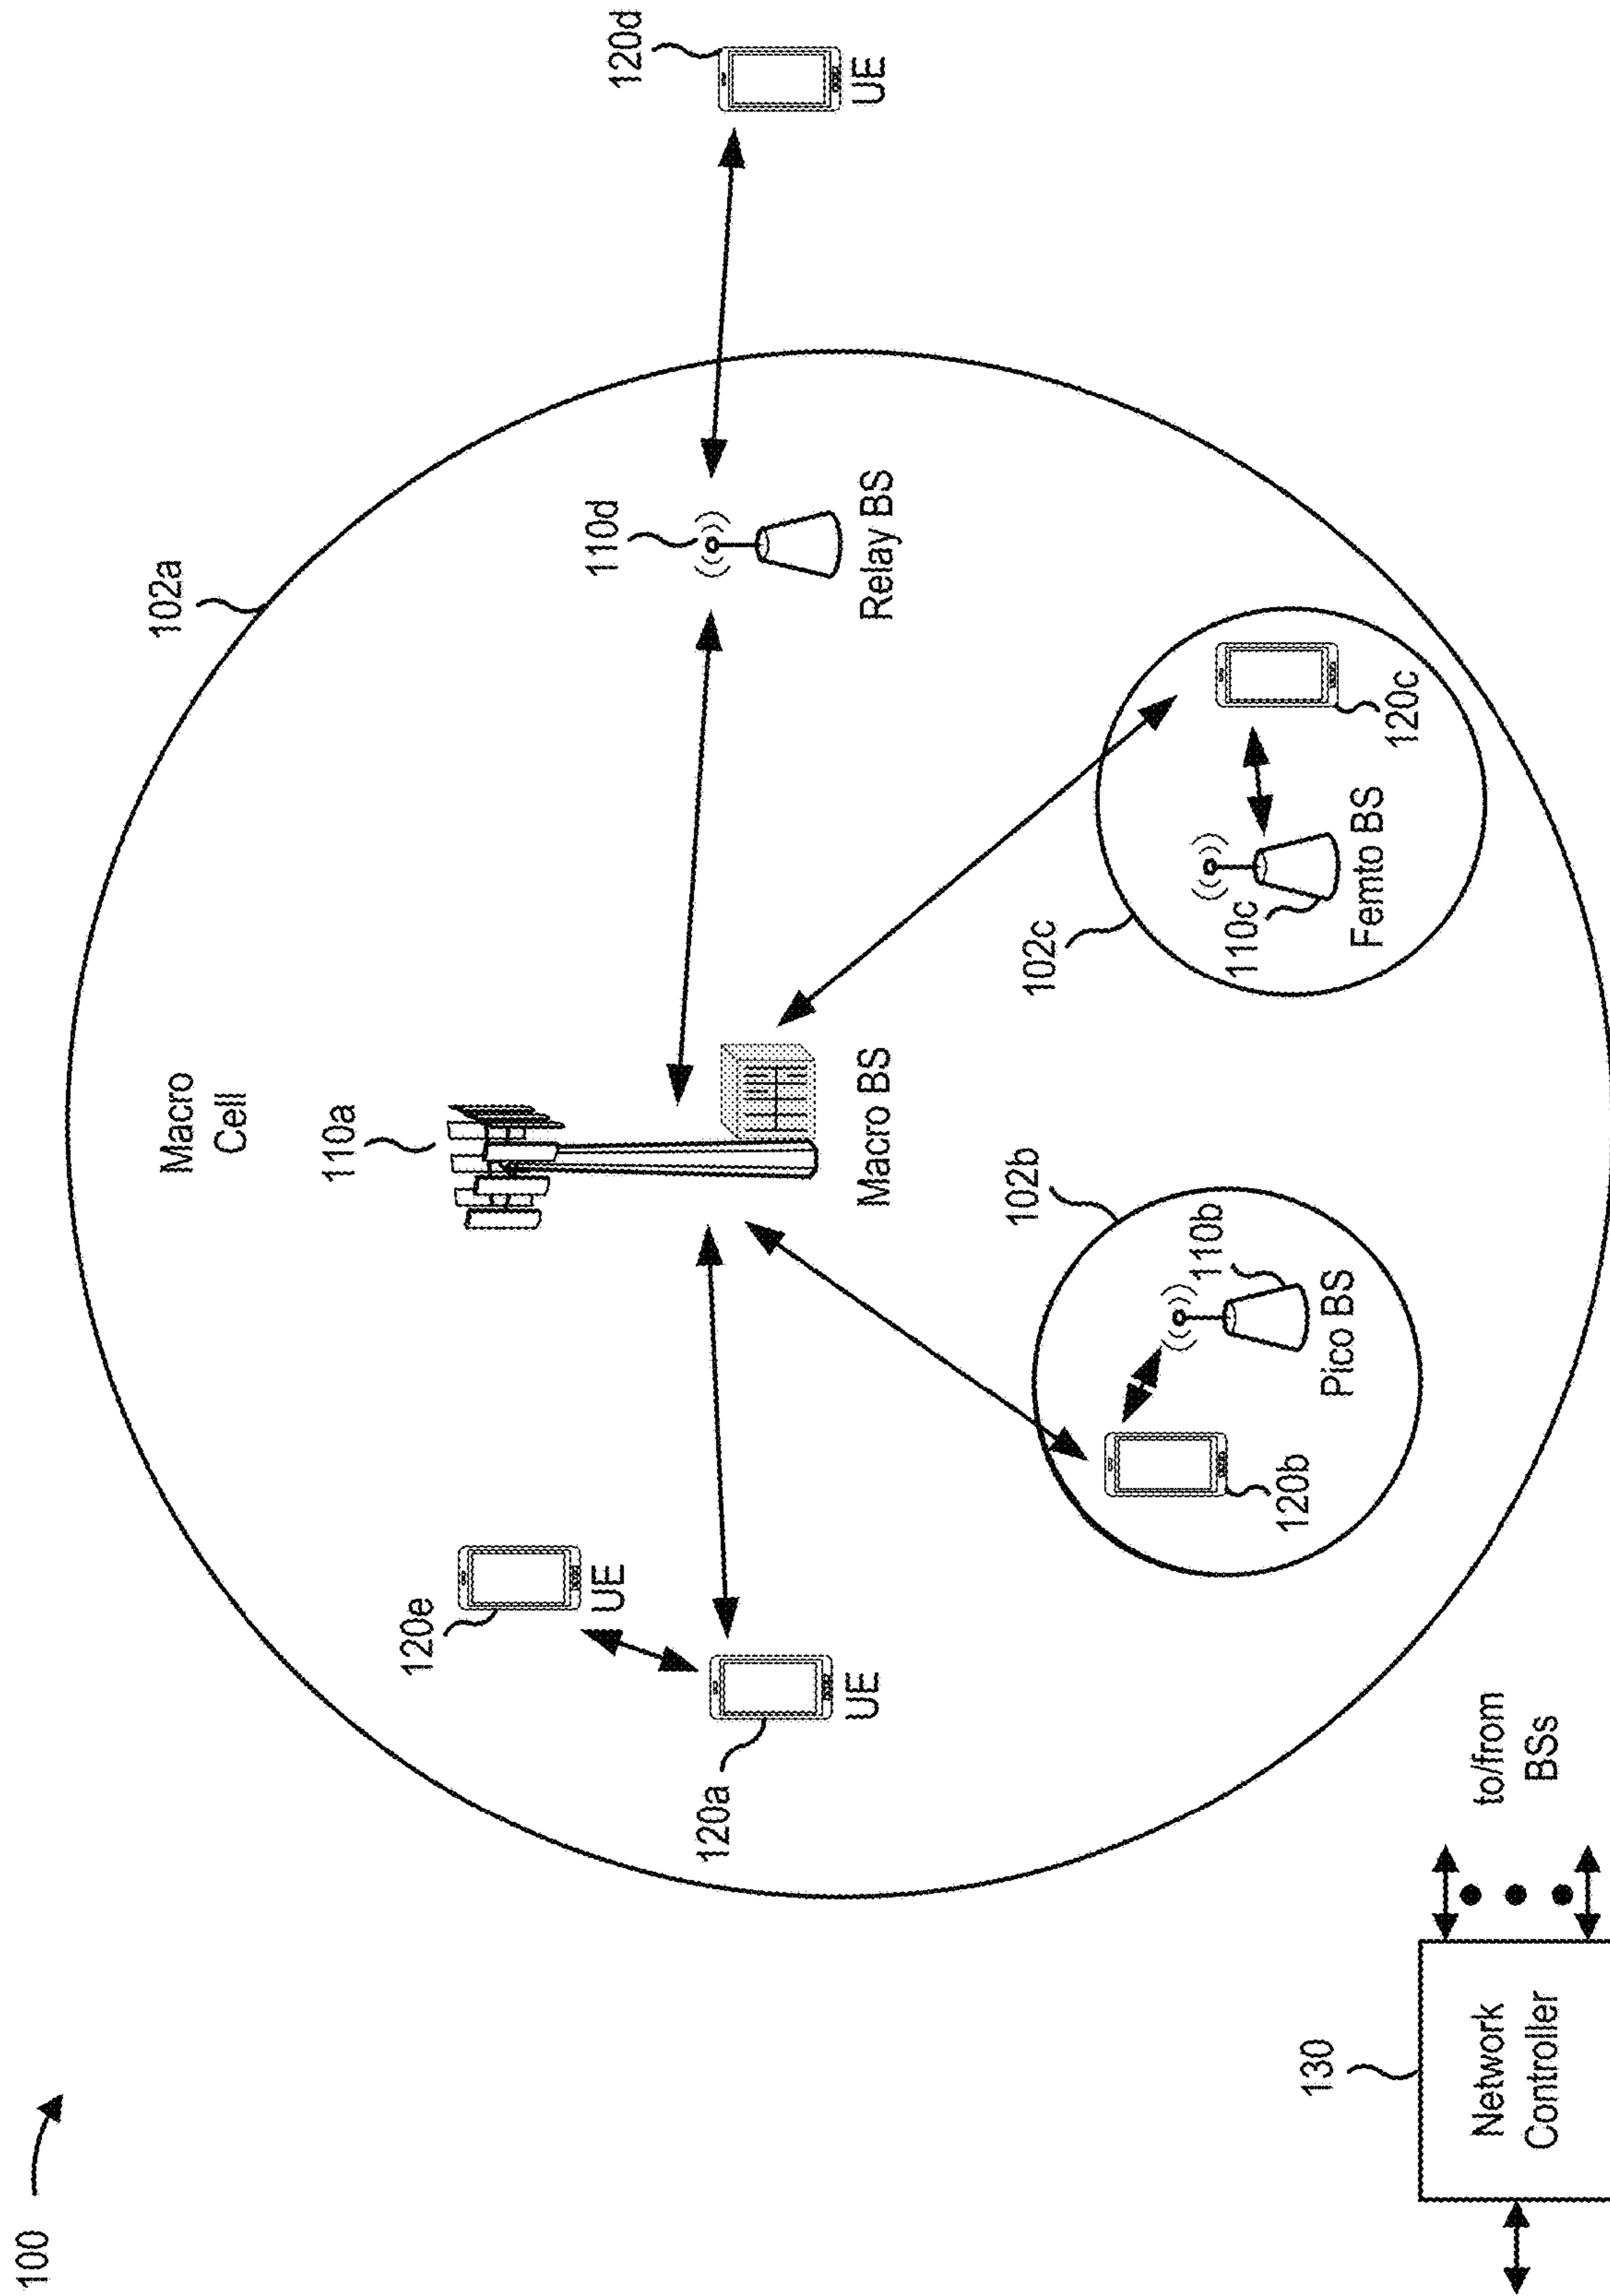 100
102a
Macro
Cell
110a
120e
UE
120a
UE
Macro BS
110d
Relay BS
120d
UE
102b
110b
Pico BS
120b
102c
110c
Femto BS
120c
130
Network
Controller
to/from
BSs